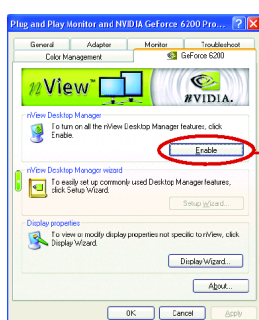 Plug and Play Monitor and NVIDIA GeForce 6200 Pro... ? X
General Adapter Monitor Troubleshoot
Color Management GeForce 6200
nView™ nVIDIA.
nView Desktop Manager
To turn on all the nView Desktop Manager features, click
Enable.
Enable
nView Desktop Manager wizard
To easily set up commonly used Desktop Manager features,
click Setup Wizard.
Setup wizard...
Display properties
To view or modify display properties not specific to nView, click
Display Wizard.
Display Wizard...
About...
OK Cancel Apply